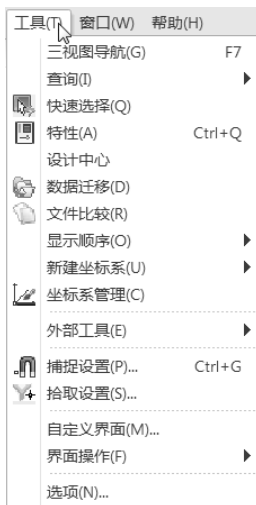 工具(T) 窗口(W) 帮助(H)
三视图导航(G) F7
查询(I)
快速选择(Q)
特性(A) Ctrl+Q
设计中心
数据迁移(D)
文件比较(R)
显示顺序(O)
新建坐标系(U)
坐标系管理(C)
外部工具(E)
捕捉设置(P)... Ctrl+G
拾取设置(S)...
自定义界面(M)...
界面操作(F)
选项(N)...